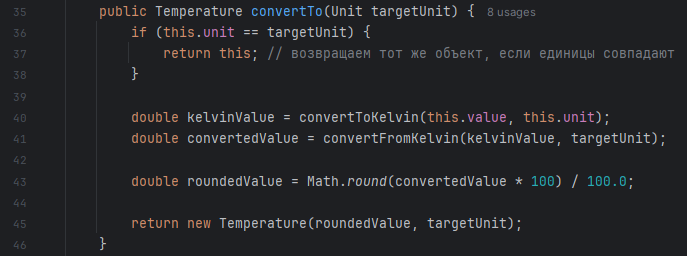 35 public Temperature convertTo(Unit targetUnit) { 8 usages
36 if (this.unit == targetUnit) {
37 return this; // возвращаем тот же объект, если единицы совпадают
38 }
39
40 double kelvinValue = convertToKelvin(this.value, this.unit);
41 double convertedValue = convertFromKelvin(kelvinValue, targetUnit);
42
43 double roundedValue = Math.round(convertedValue * 100) / 100.0;
44
45 return new Temperature(roundedValue, targetUnit);
46 }